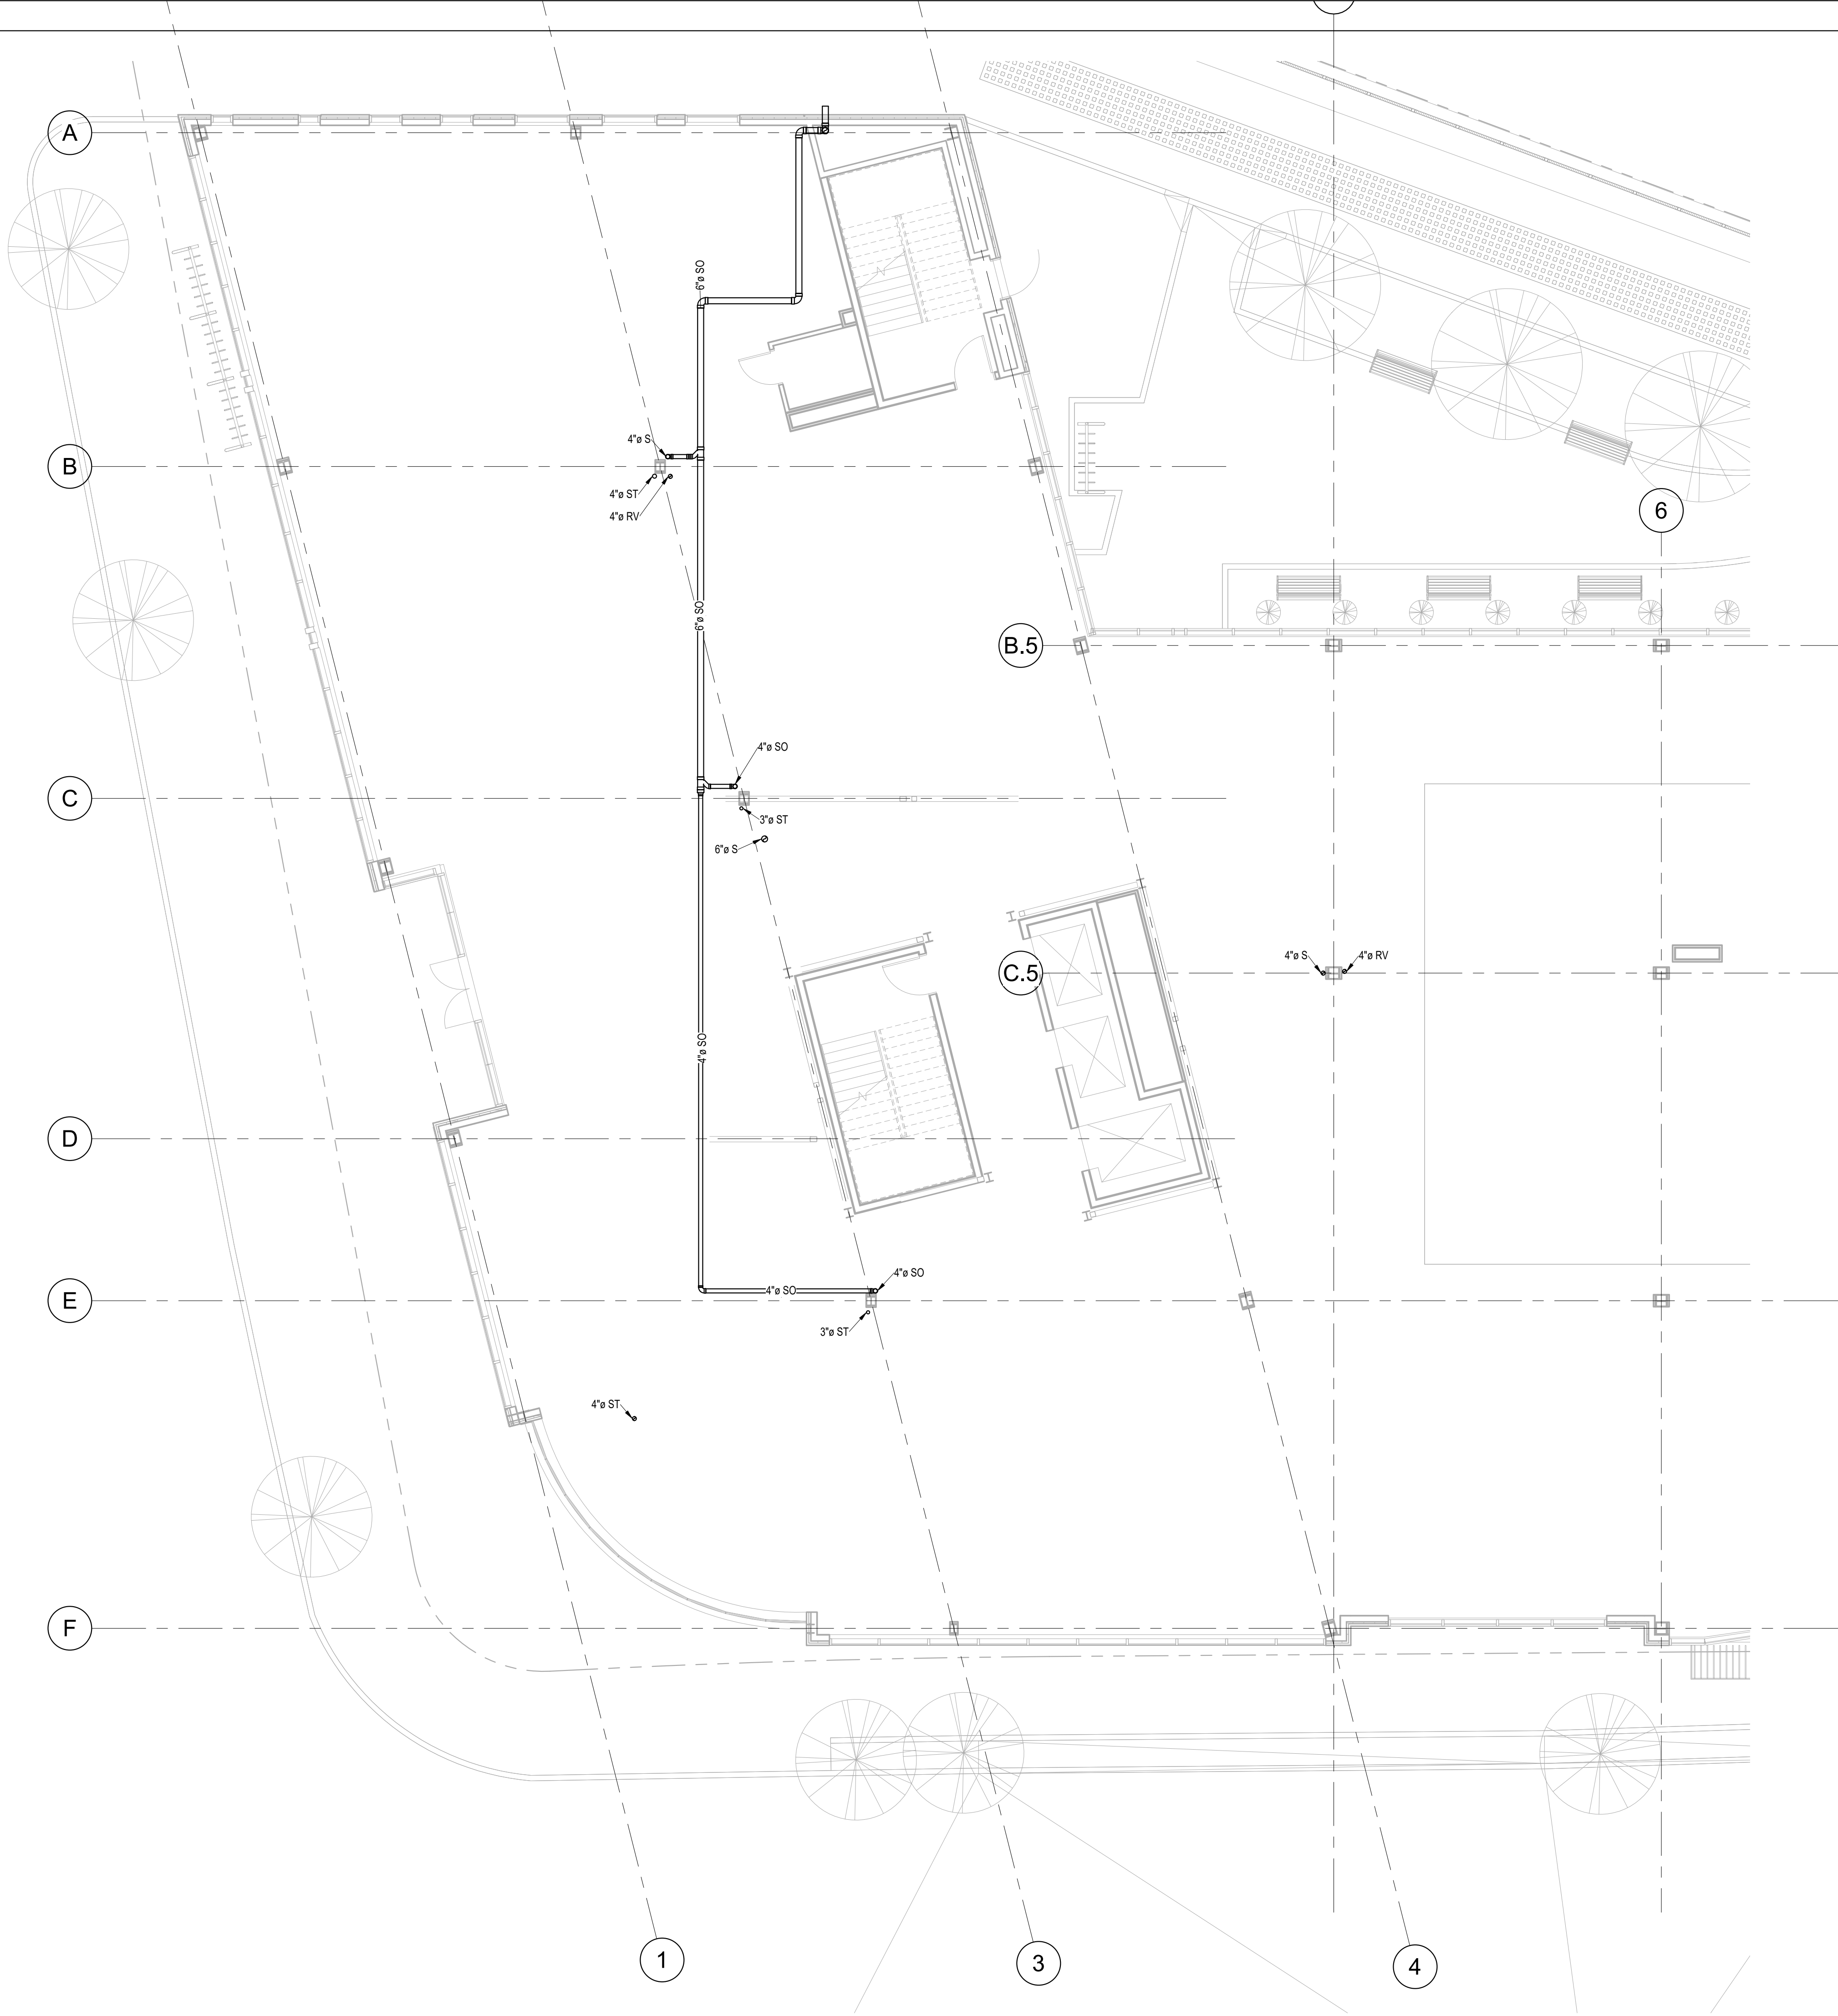 A
6"ø SO
4"ø S
B
4"ø ST
4"ø RV
6
6"ø SO
B.5
4"ø SO
C
3"ø ST
6"ø S
4"ø S
4"ø RV
C.5
4"ø SO
D
4"ø SO
4"ø SO
E
3"ø ST
4"ø ST
F
1
3
4